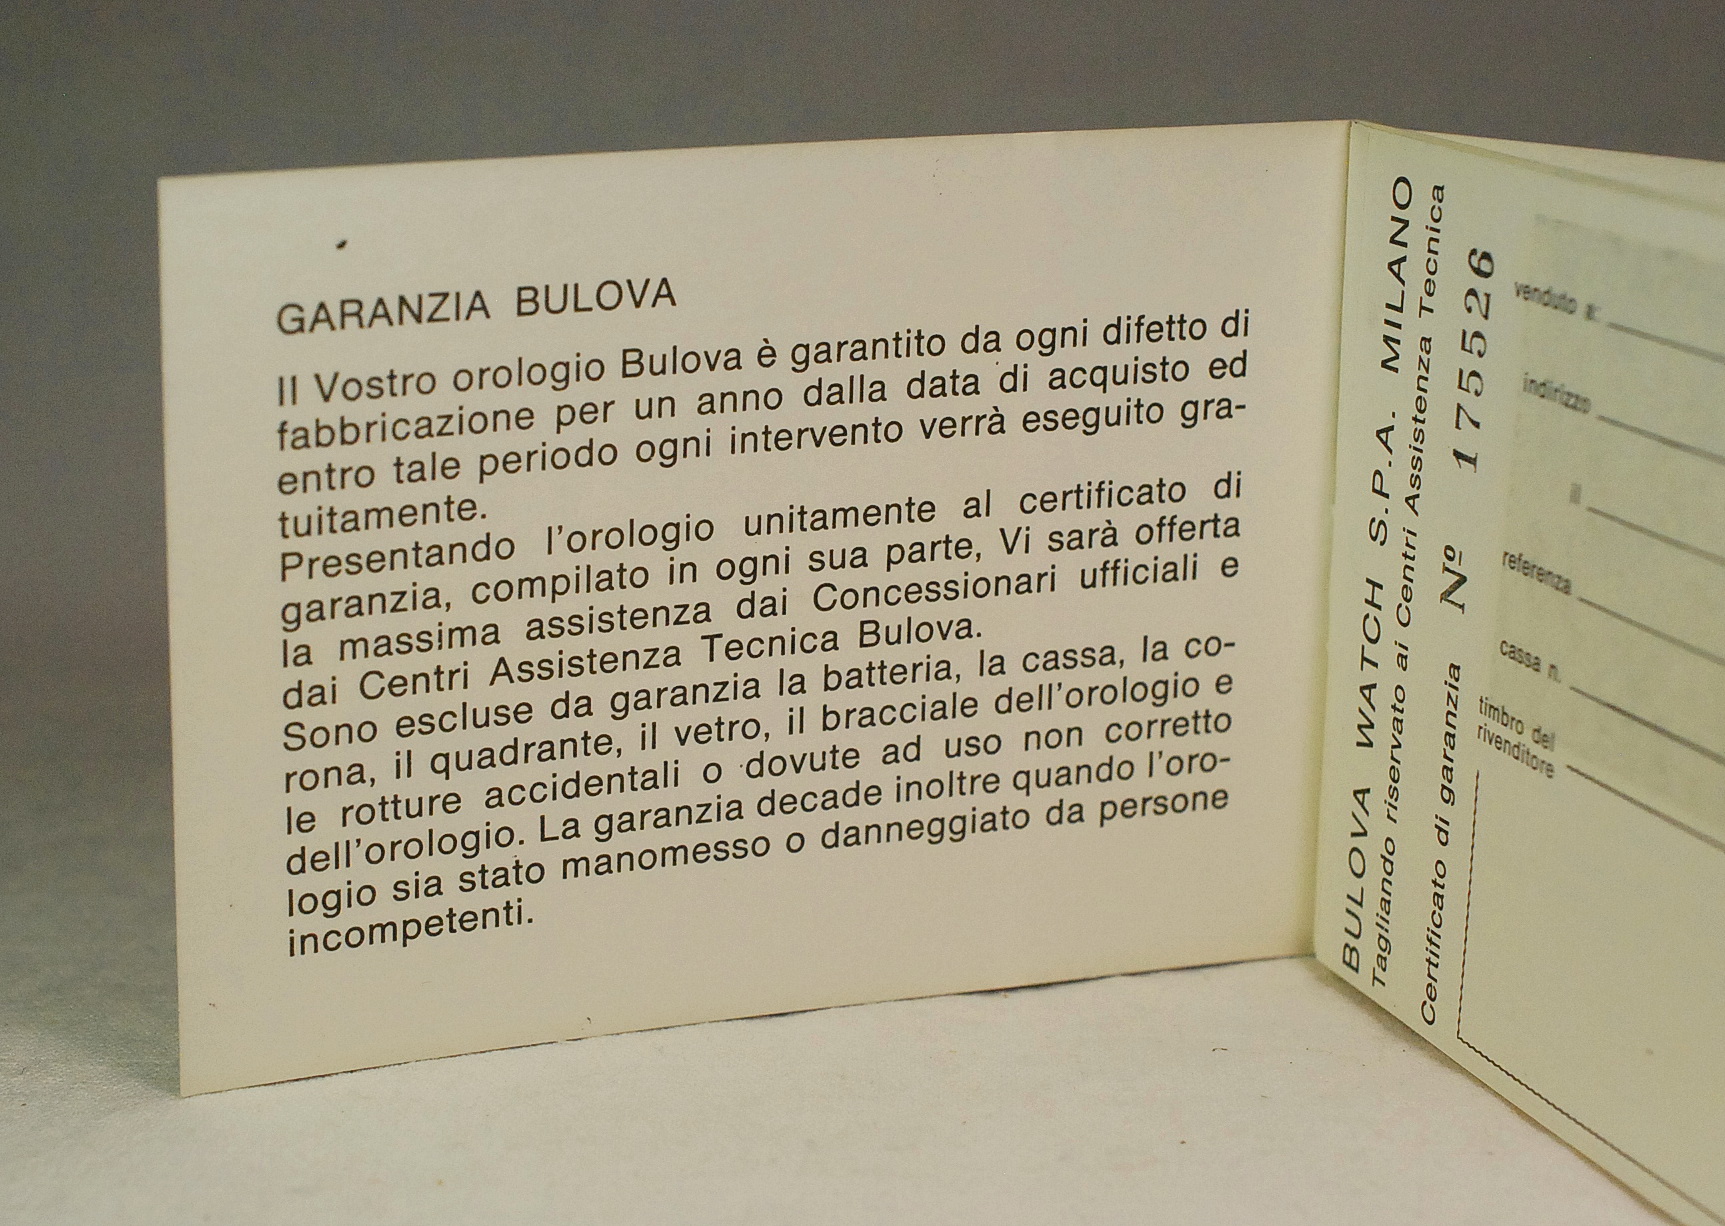 GARANZIA BULOVA
Il Vostro orologio Bulova è garantito da ogni difetto di
fabbricazione per un anno dalla data di acquisto ed
entro tale periodo ogni intervento verrà eseguito gra-
tuitamente.
Presentando l'orologio unitamente al certificato di
garanzia, compilato in ogni sua parte, Vi sarà offerta
la massima assistenza dai Concessionari ufficiali e
dai Centri Assistenza Tecnica Bulova.
Sono escluse da garanzia la batteria, la cassa, la co-
rona, il quadrante, il vetro, il bracciale dell'orologio e
le rotture accidentali o dovute ad uso non corretto
dell'orologio. La garanzia decade inoltre quando l'oro-
logio sia stato manomesso o danneggiato da persone
incompetenti.
BULOVA WATCH S.P.A. MILANO
Tagliando riservato ai Centri Assistenza Tecnica
Certificato di garanzia Nº 175526
venduto a:
indirizzo
il
referenza
cassa n.
timbro del
rivenditore